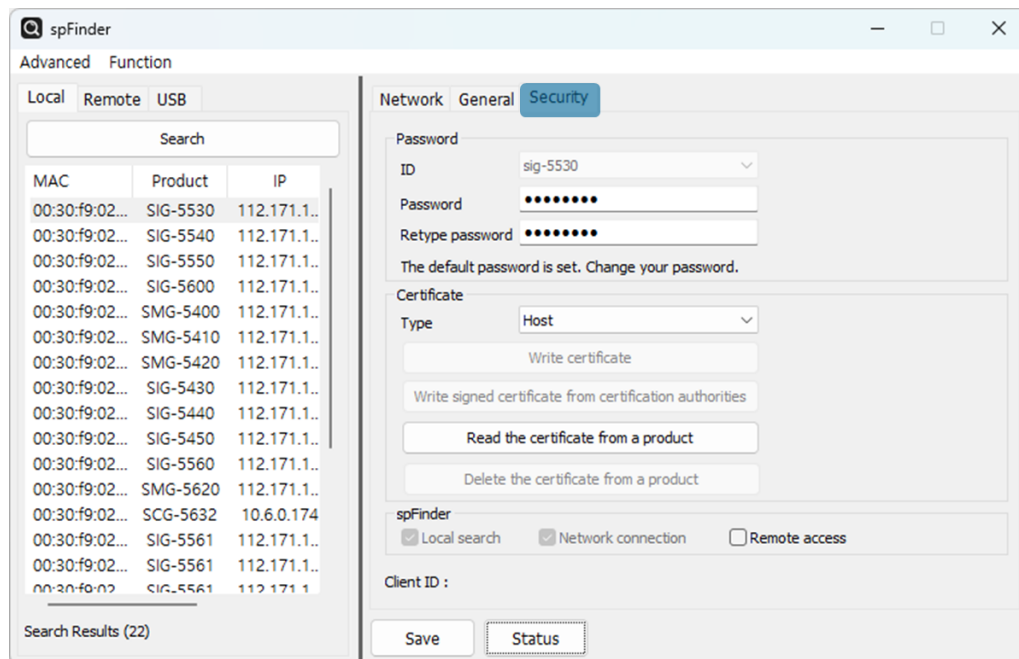 spFinder
Advanced Function
Local Remote USB
Search
MAC Product IP
00:30:f9:02... SIG-5530 112.171.1..
00:30:f9:02... SIG-5540 112.171.1..
00:30:f9:02... SIG-5550 112.171.1..
00:30:f9:02... SIG-5600 112.171.1..
00:30:f9:02... SMG-5400 112.171.1..
00:30:f9:02... SMG-5410 112.171.1..
00:30:f9:02... SMG-5420 112.171.1..
00:30:f9:02... SIG-5430 112.171.1..
00:30:f9:02... SIG-5440 112.171.1..
00:30:f9:02... SIG-5450 112.171.1..
00:30:f9:02... SIG-5560 112.171.1..
00:30:f9:02... SMG-5620 112.171.1..
00:30:f9:02... SCG-5632 10.6.0.174
00:30:f9:02... SIG-5561 112.171.1..
00:30:f9:02... SIG-5561 112.171.1..
00:30:f9:02 SIG-5561 112 171 1
Search Results (22)
Network General Security
Password
ID sig-5530
Password ••••••••
Retype password ••••••••
The default password is set. Change your password.
Certificate
Type Host
Write certificate
Write signed certificate from certification authorities
Read the certificate from a product
Delete the certificate from a product
spFinder
Local search Network connection Remote access
Client ID :
Save Status